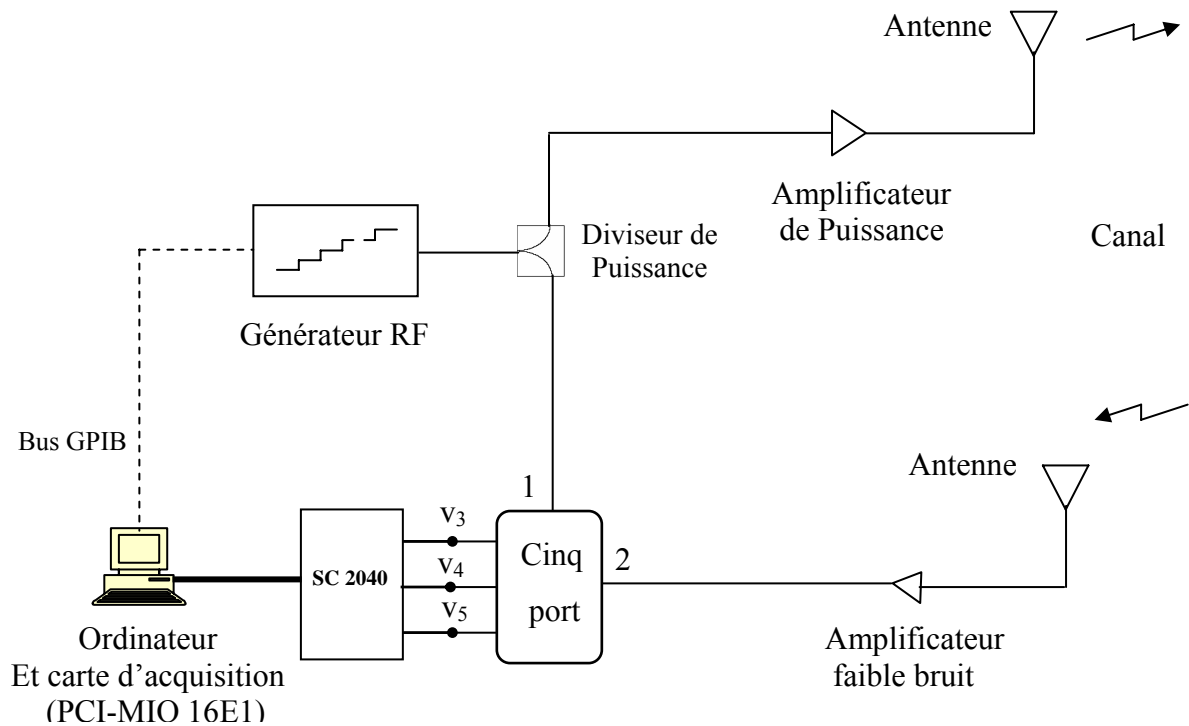 Antenne
Amplificateur
de Puissance
Canal
Diviseur de
Puissance
Générateur RF
Bus GPIB
Antenne
1
v3
v4
v5
SC 2040
Cinq
port
2
Ordinateur
Et carte d'acquisition
(PCI-MIO 16E1)
Amplificateur
faible bruit